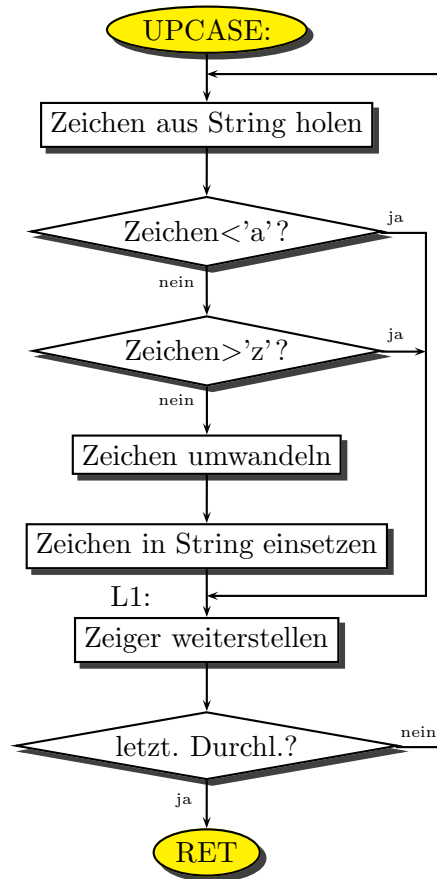 UPCASE:
Zeichen aus String holen
Zeichen<'a'?
ja
nein
Zeichen>'z'?
ja
nein
Zeichen umwandeln
Zeichen in String einsetzen
L1:
Zeiger weiterstellen
letzt. Durchl.?
nein
ja
RET